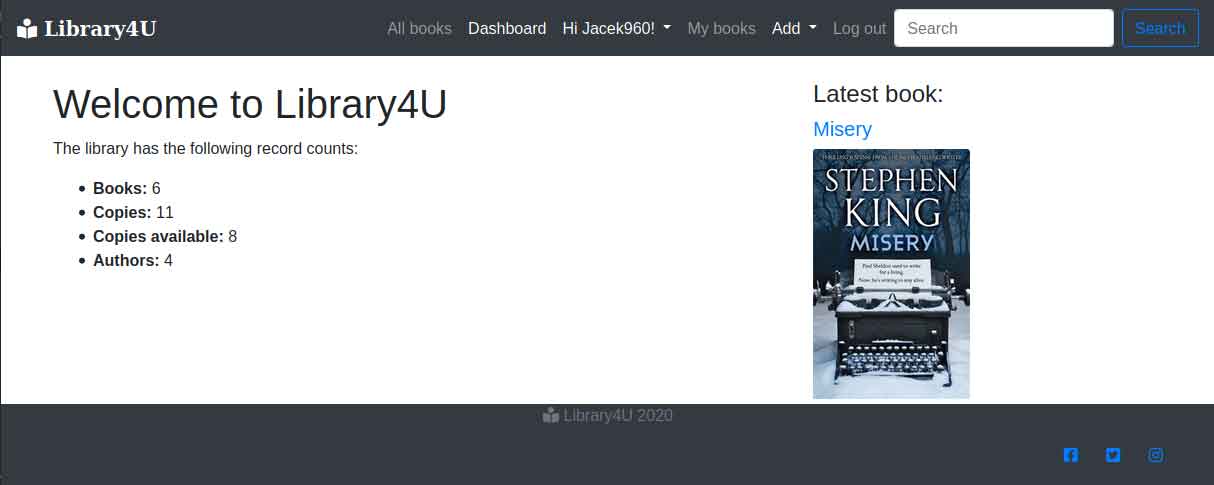 Library4U
All books Dashboard Hi Jacek960! My books Add Log out Search Search
Welcome to Library4U
The library has the following record counts:
Books: 6
Copies: 11
Copies available: 8
Authors: 4
Latest book:
Misery
STEPHEN
KING
MISERY
Paul Sheldon used to write
for a living.
Now, he's writing to stay alive.
Library4U 2020